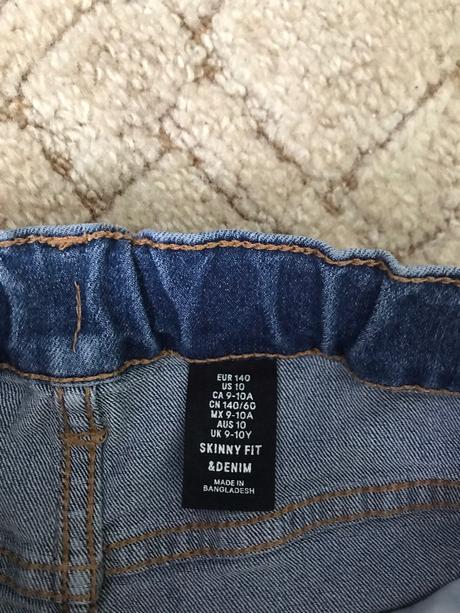 EUR 140
US 10
CA 9-10A
CN 140/60
MX 9-10A
AUS 10
UK 9-10Y
SKINNY FIT
&DENIM
MADE IN
BANGLADESH